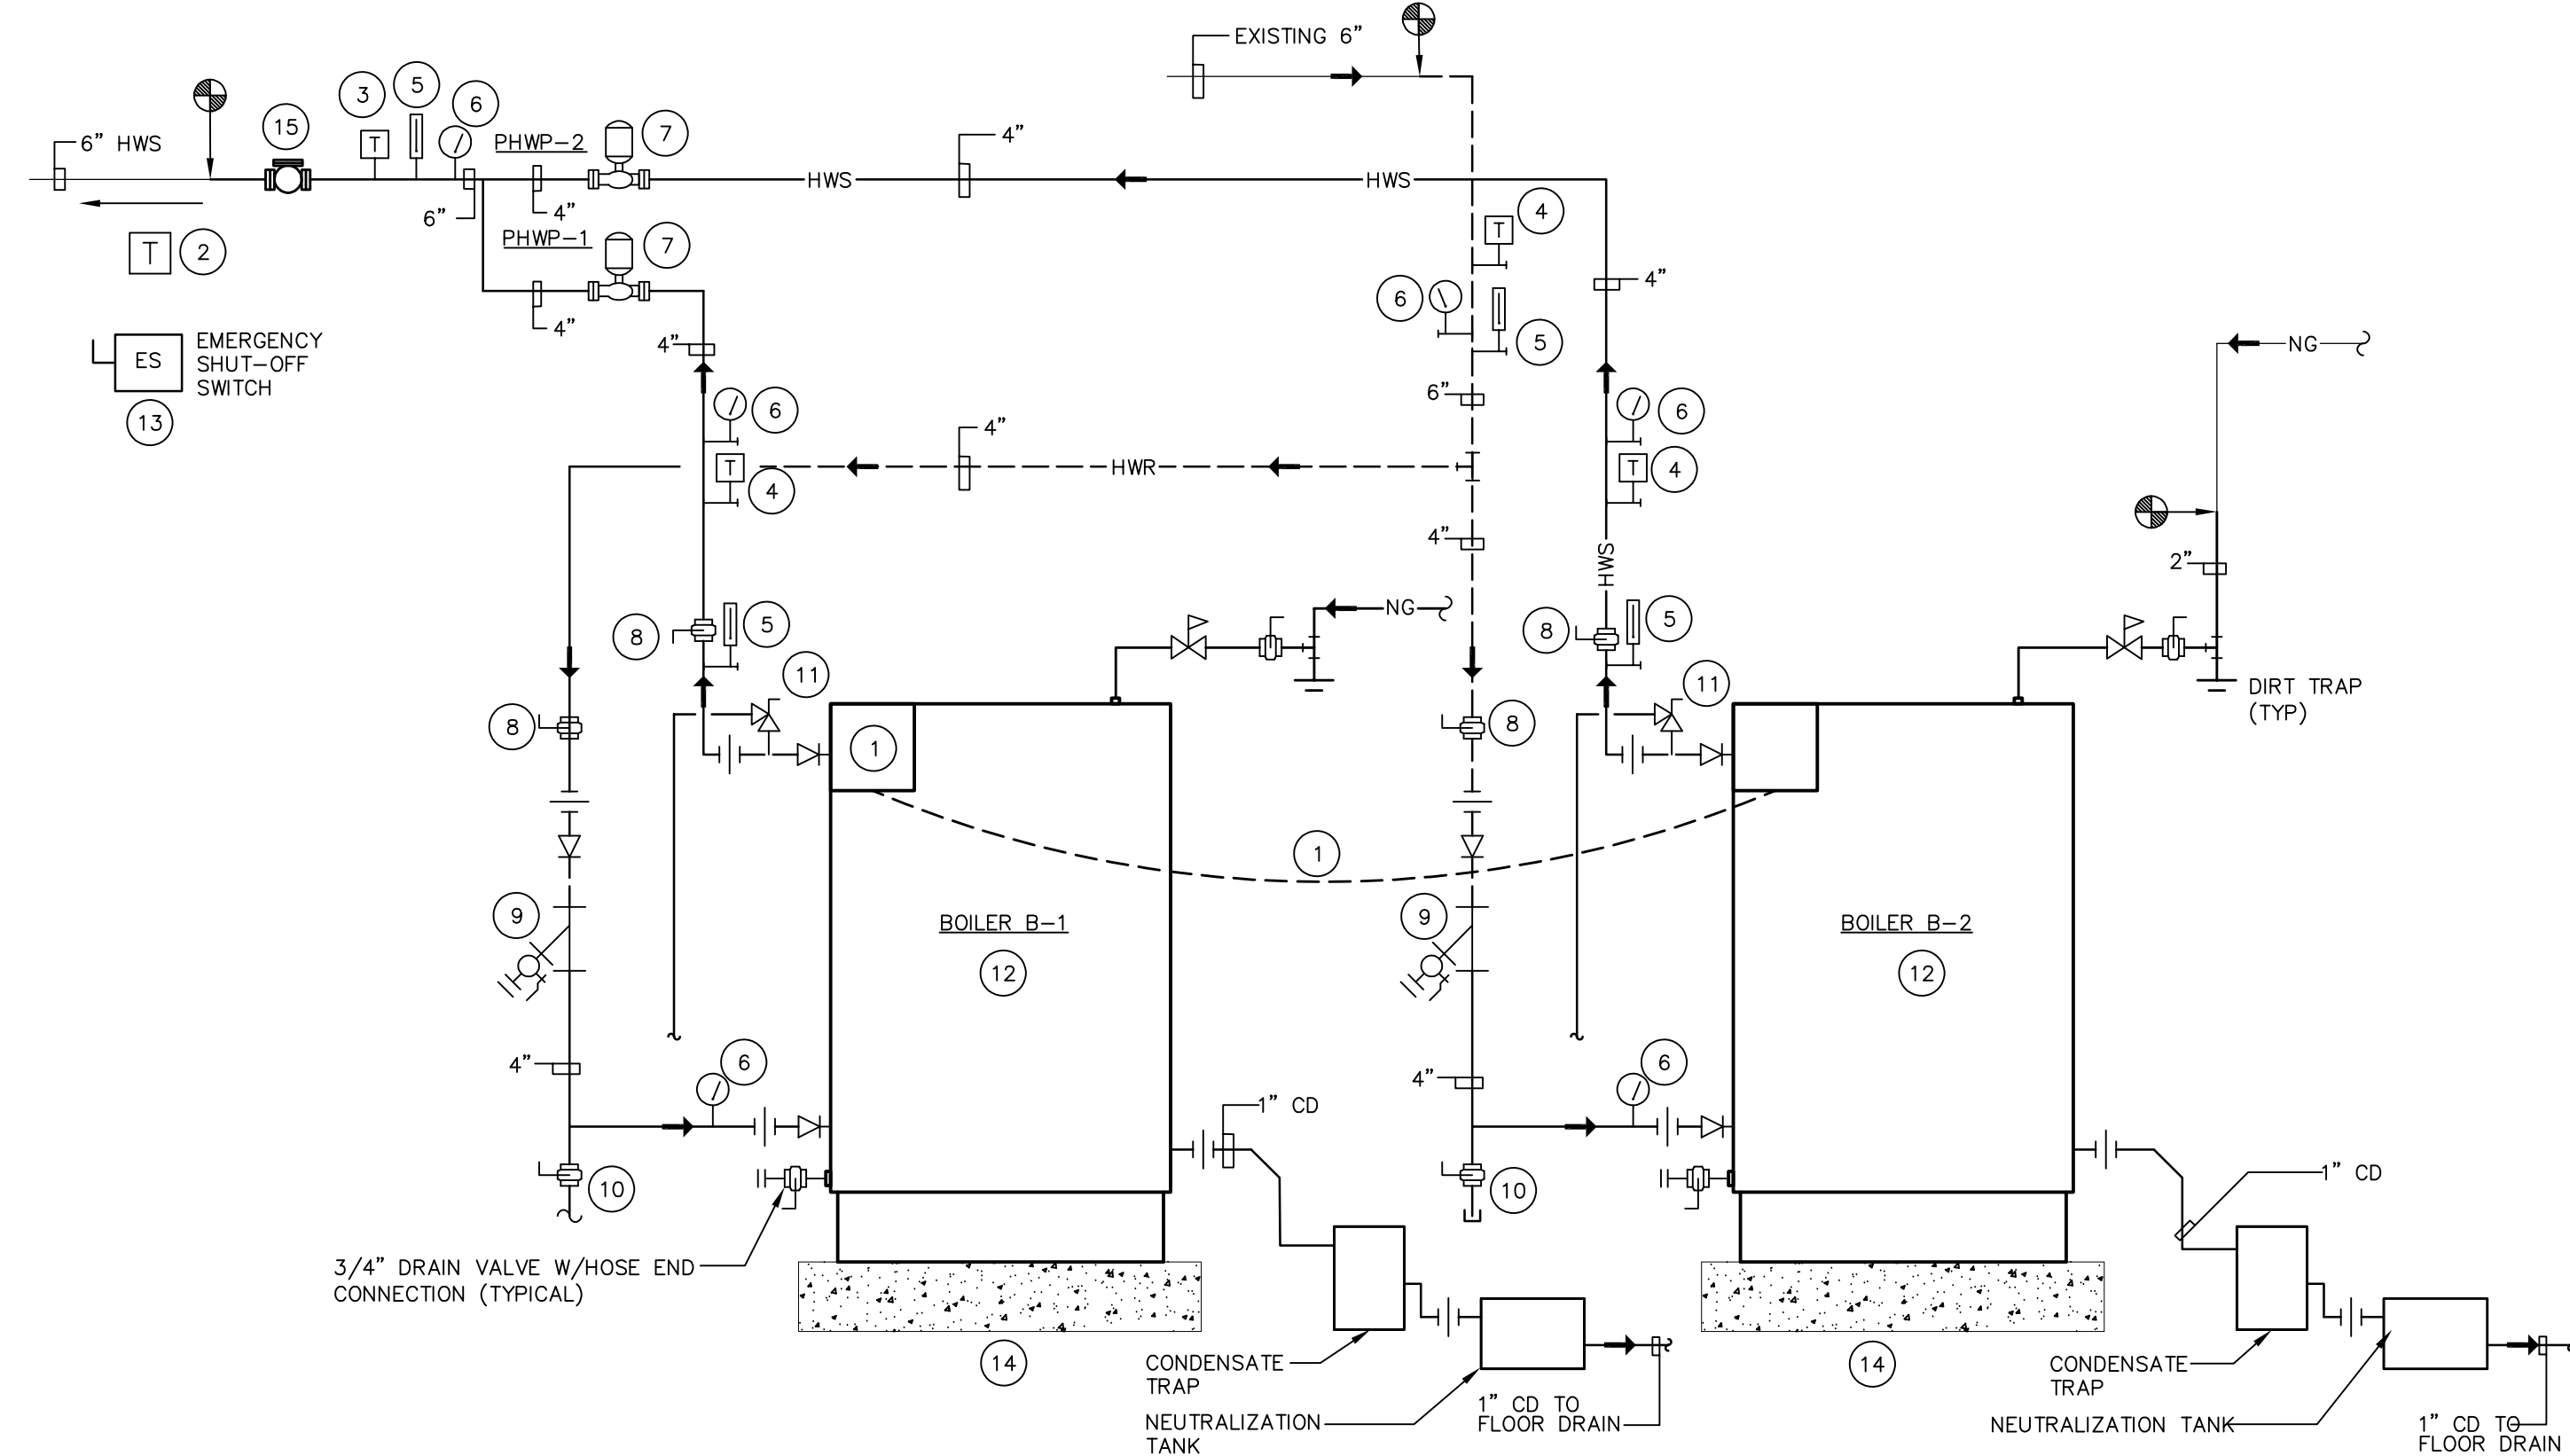 EXISTING 6”
3
5
6
15
6” HWS
PHWP-2
7
4”
HWS
HWS
T
6”
4”
4
T
T
2
PHWP-1
7
4”
6
5
4”
NG
EMERGENCY
SHUT-OFF
SWITCH
ES
13
4”
6
6”
6
4”
T
HWR
T
4
4
4”
HWS
2”
8
5
NG
8
5
11
11
DIRT TRAP
(TYP)
8
1
8
1
9
BOILER B-1
9
BOILER B-2
12
12
4”
6
4”
6
1” CD
10
10
1” CD
3/4” DRAIN VALVE W/HOSE END
CONNECTION (TYPICAL)
14
14
CONDENSATE
TRAP
CONDENSATE
TRAP
NEUTRALIZATION
TANK
1” CD TO
FLOOR DRAIN
NEUTRALIZATION TANK
1” CD TO
FLOOR DRAIN